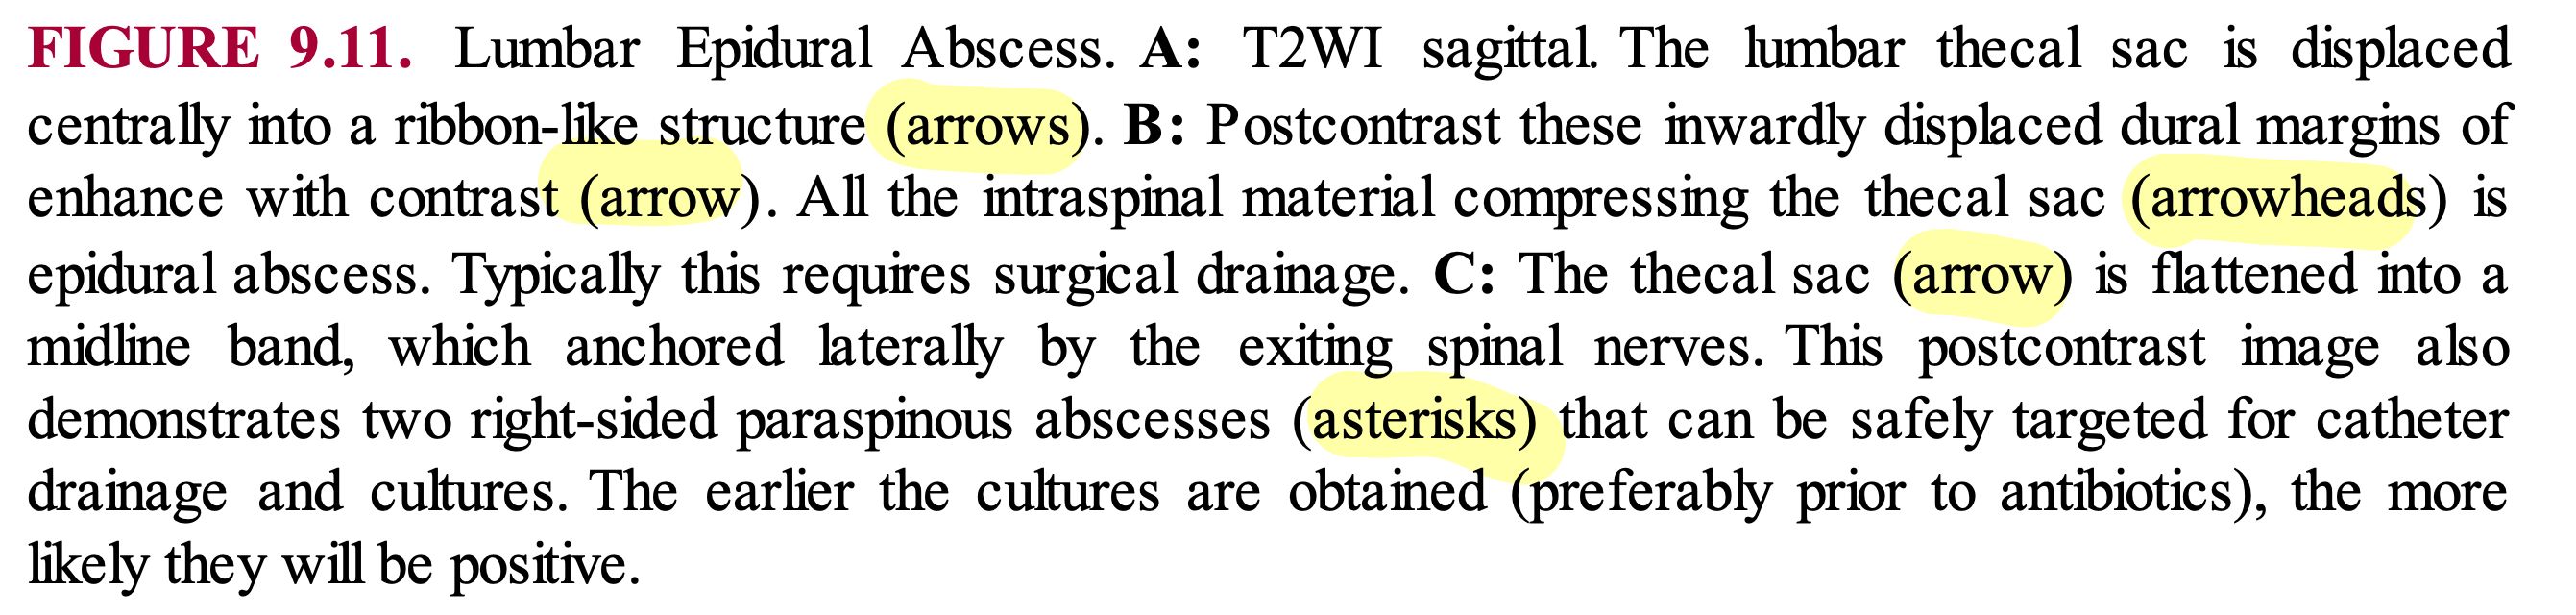 FIGURE 9.11. Lumbar Epidural Abscess. A: T2WI sagittal. The lumbar thecal sac is displaced
centrally into a ribbon-like structure (arrows). B: Postcontrast these inwardly displaced dural margins of
enhance with contrast (arrow). All the intraspinal material compressing the thecal sac (arrowheads) is
epidural abscess. Typically this requires surgical drainage. C: The thecal sac (arrow) is flattened into a
midline band, which anchored laterally by the exiting spinal nerves. This postcontrast image also
demonstrates two right-sided paraspinous abscesses (asterisks) that can be safely targeted for catheter
drainage and cultures. The earlier the cultures are obtained (preferably prior to antibiotics), the more
likely they will be positive.